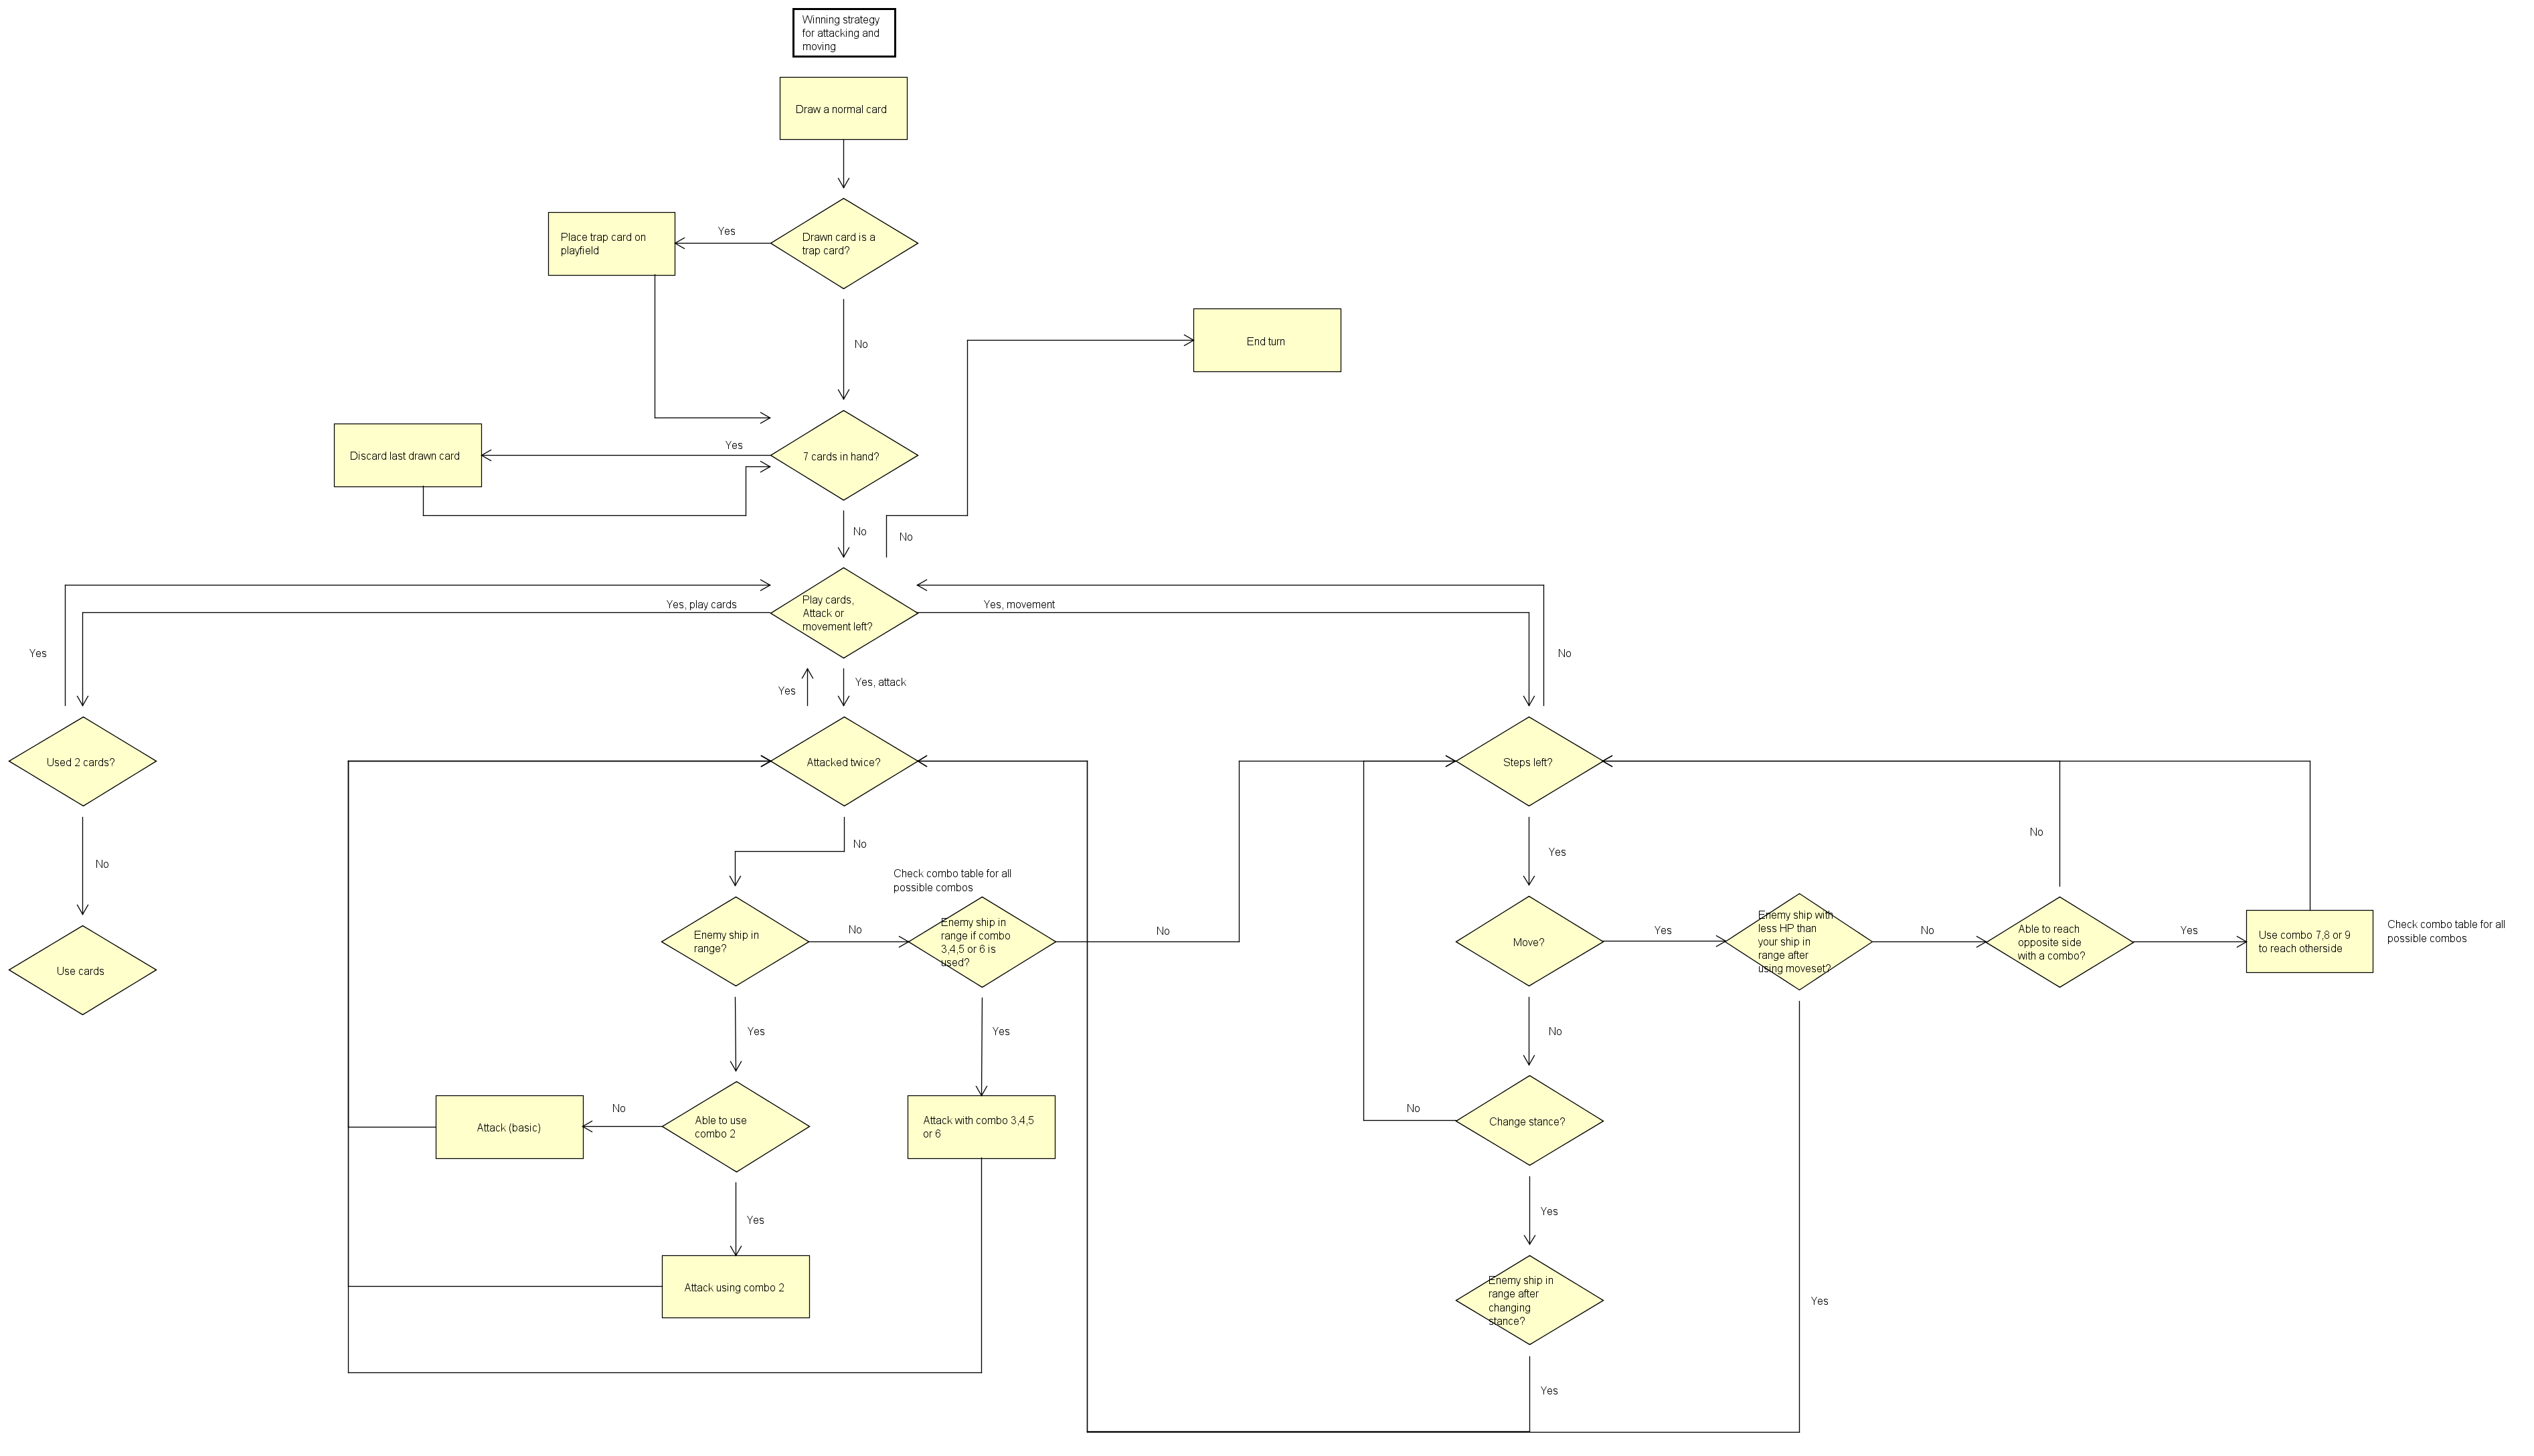 Winning strategy
for attacking and
moving
Draw a normal card
Drawn card is a
trap card?
Yes
Place trap card on
playfield
No
End turn
7 cards in hand?
Yes
Discard last drawn card
No
No
Play cards,
Attack or
movement left?
Yes, play cards
Yes, movement
Yes
Yes
Yes, attack
No
Used 2 cards?
Attacked twice?
Steps left?
No
No
Yes
No
Use cards
Check combo table for all
possible combos
Enemy ship in
range?
No
Enemy ship in
range if combo
3,4,5 or 6 is
used?
No
Move?
Yes
Enemy ship with
less HP than
your ship in
range after
using moveset?
No
Able to reach
opposite side
with a combo?
Yes
Use combo 7,8 or 9
to reach otherside
Check combo table for all
possible combos
Yes
Yes
No
Attack (basic)
No
Able to use
combo 2
Attack with combo 3,4,5
or 6
No
Change stance?
Yes
Yes
Attack using combo 2
Enemy ship in
range after
changing
stance?
Yes
Yes